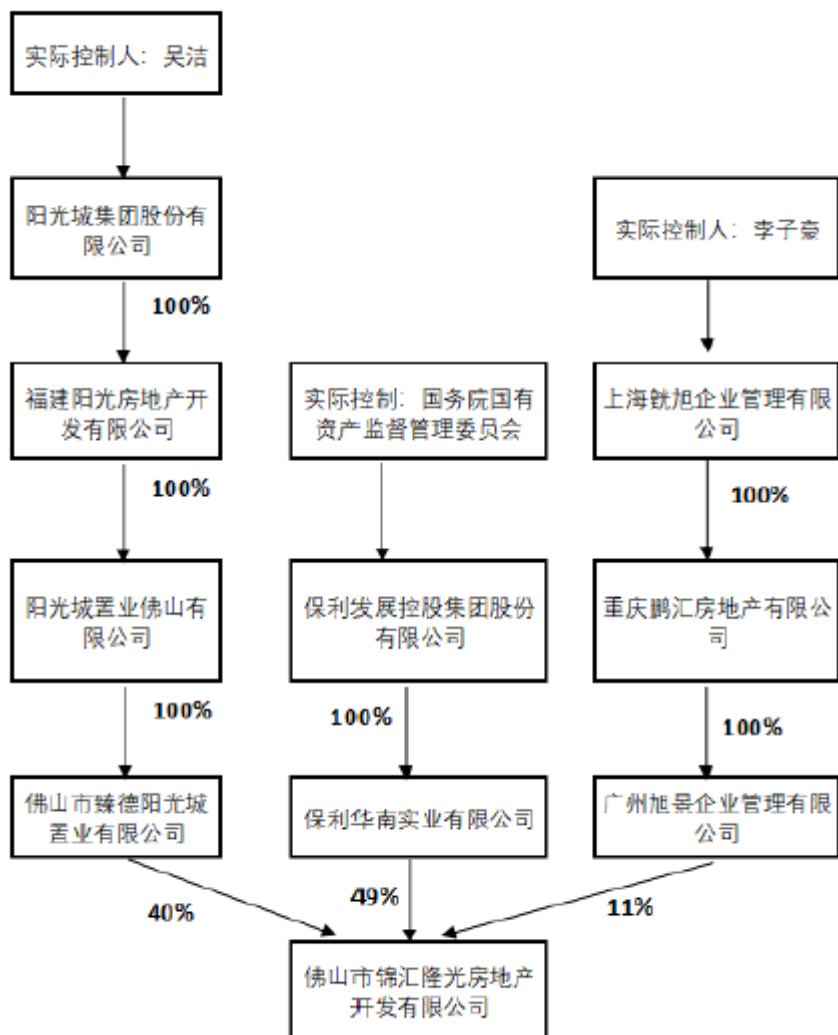 实际控制人：吴洁
阳光城集团股份有
限公司
实际控制人：李子豪
100%
福建阳光房地产开
发有限公司
实际控制：国务院国有
资产监督管理委员会
上海铣旭企业管理有限
公司
100%
100%
阳光城置业佛山有
限公司
保利发展控股集团股份
有限公司
重庆鹏汇房地产有限公
司
100%
100%
100%
佛山市臻德阳光城
置业有限公司
保利华南实业有限公司
广州旭景企业管理有限
公司
40%
49%
11%
佛山市锦汇隆光房地产
开发有限公司